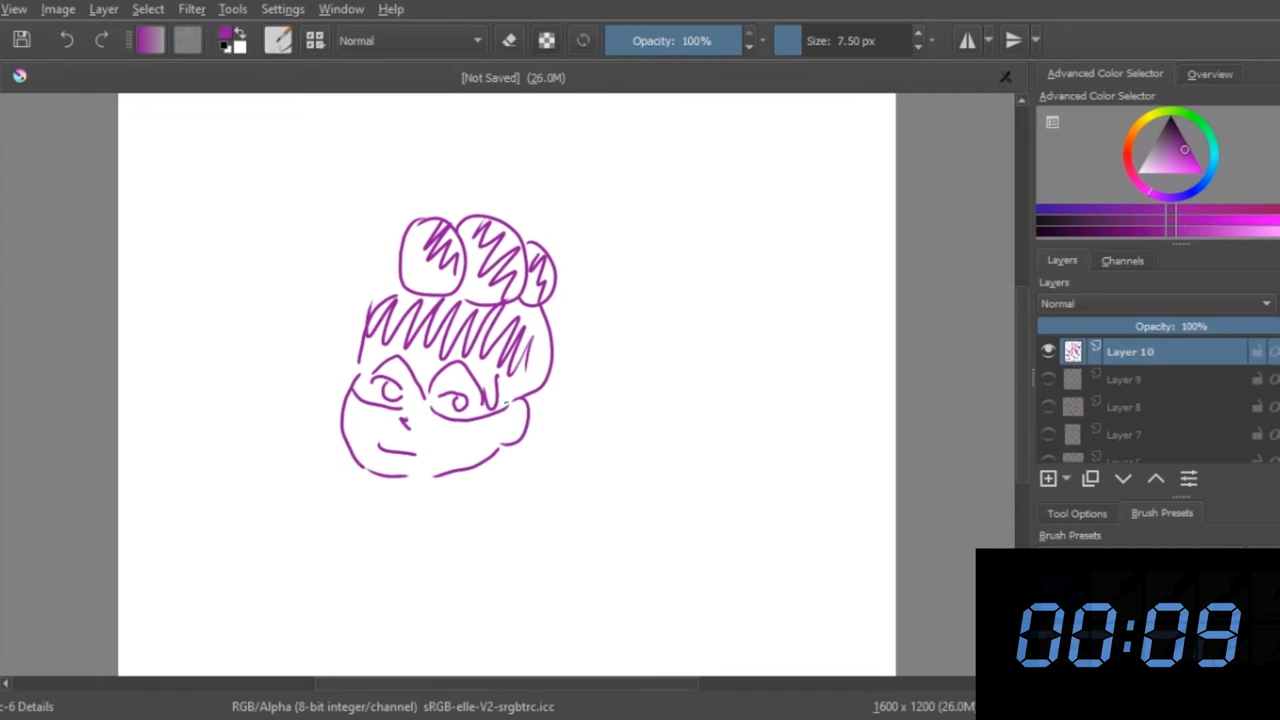 View Image Layer Select Filter Tools Settings Window Help
Normal Opacity: 100% Size: 7.50 px
[Not Saved] (26.0M)
Advanced Color Selector Overview
Advanced Color Selector
Layers Channels
Layers
Normal
Opacity: 100%
Layer 10
Layer 9
Layer 8
Layer 7
Tool Options Brush Presets
Brush Presets
00:09
c-6 Details RGB/Alpha (8-bit integer/channel) sRGB-elle-V2-srgbtrc.icc 1600 x 1200 (26.0M)